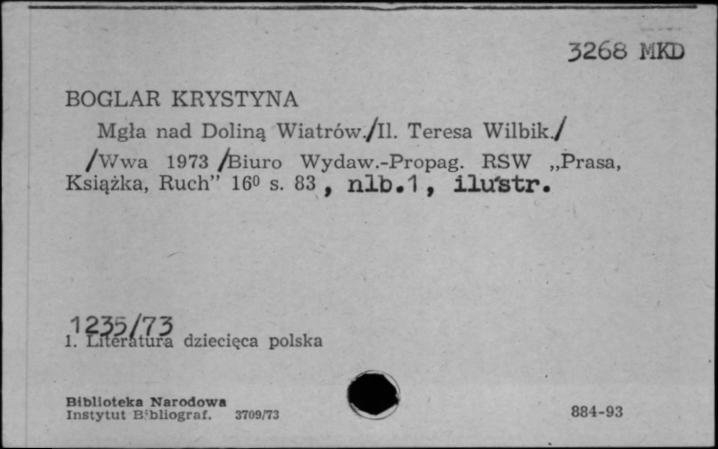 3268 MKD
BOGLAR KRYSTYNA
Mgła nad Doliną Wiatrów./Il. Teresa Wilbik./
/Wwa 1973 /Biuro Wydaw.-Propag. RSW „Prasa,
Książka, Ruch” 16⁰ s. 83, nlb.1, ilustr.
1235/73
1. Literatura dziecięca polska
Biblioteka Narodowa
Instytut Bibliograf. 3709/73
884-93